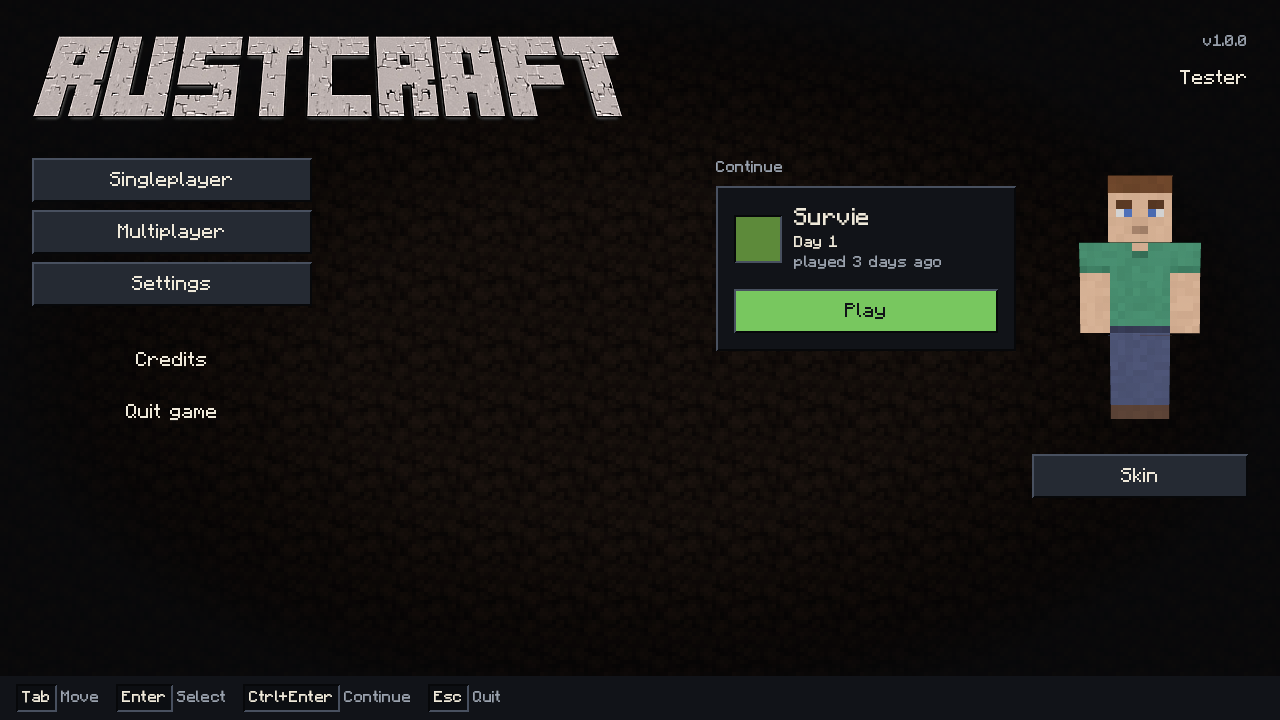 RUSTCRAFT
v1.0.0
Tester
Singleplayer
Multiplayer
Settings
Credits
Quit game
Continue
Survie
Day 1
played 3 days ago
Play
Skin
Tab Move Enter Select Ctrl+Enter Continue Esc Quit